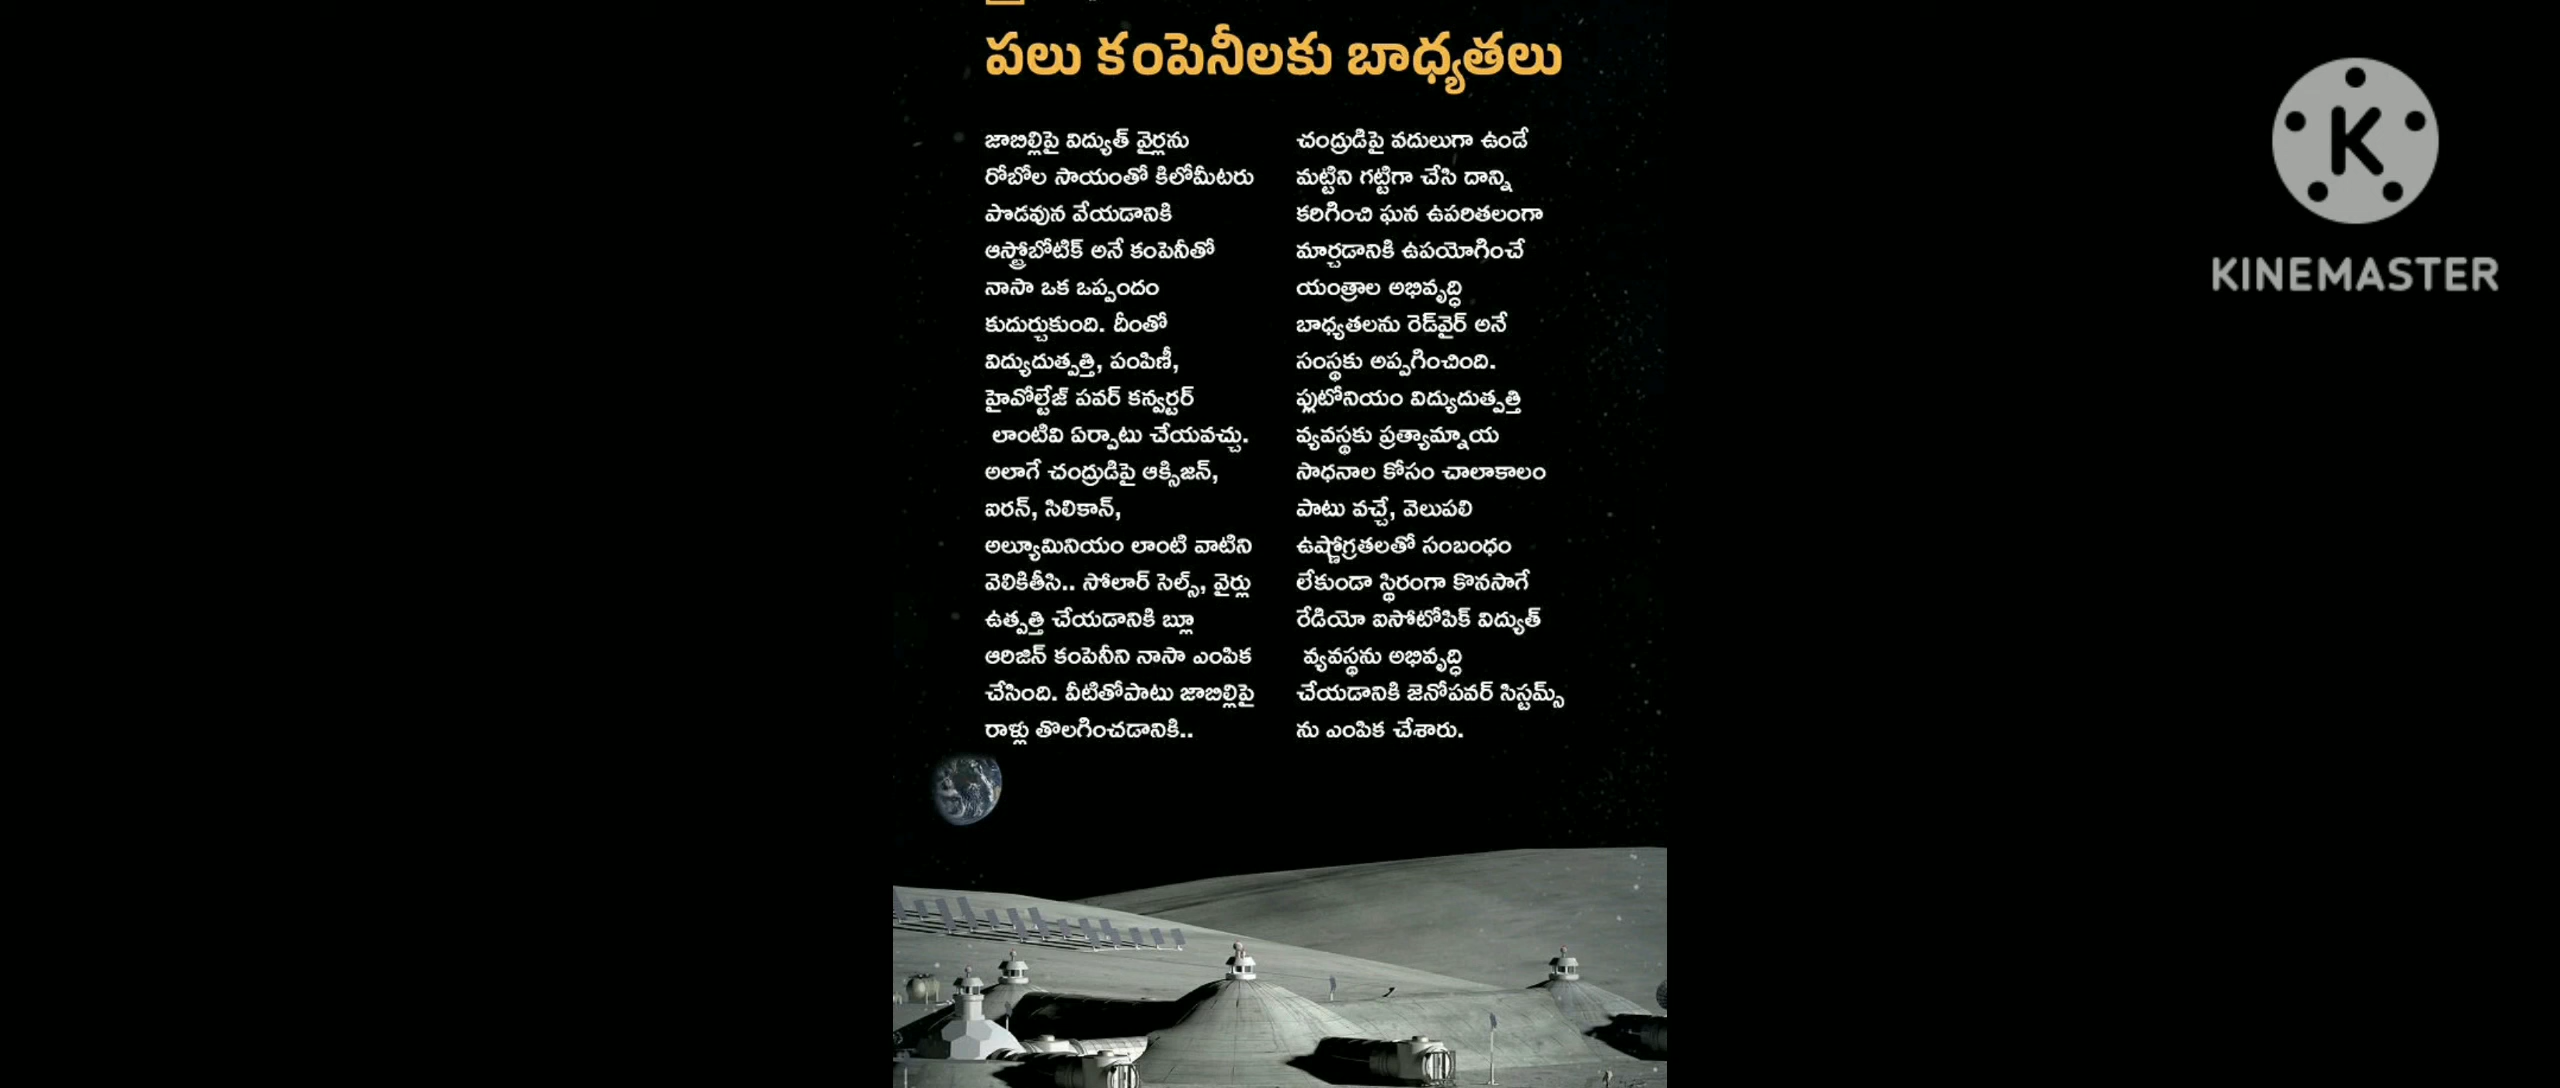 పలు కంపెనీలకు బాధ్యతలు
జాబిల్లిపై విద్యుత్ వైర్లను
రోబోల సాయంతో కిలోమీటరు
పొడవున వేయడానికి
ఆస్ట్రోబోటిక్ అనే కంపెనీతో
నాసా ఒక ఒప్పందం
కుదుర్చుకుంది. దీంతో
విద్యుదుత్పత్తి, పంపిణీ,
హైవోల్టేజ్ పవర్ కన్వర్టర్
లాంటివి ఏర్పాటు చేయవచ్చు.
అలాగే చంద్రుడిపై ఆక్సిజన్,
ఐరన్, సిలికాన్,
అల్యూమినియం లాంటి వాటిని
వెలికితీసి.. సోలార్ సెల్స్, వైర్లు
ఉత్పత్తి చేయడానికి బ్లూ
ఆరిజిన్ కంపెనీని నాసా ఎంపిక
చేసింది. వీటితోపాటు జాబిల్లిపై
రాళ్లు తొలగించడానికి..
చంద్రుడిపై వదులుగా ఉండే
మట్టిని గట్టిగా చేసి దాన్ని
కరిగించి ఘన ఉపరితలంగా
మార్చడానికి ఉపయోగించే
యంత్రాల అభివృద్ధి
బాధ్యతలను రెడ్‌వైర్ అనే
సంస్థకు అప్పగించింది.
ప్లుటోనియం విద్యుదుత్పత్తి
వ్యవస్థకు ప్రత్యామ్నాయ
సాధనాల కోసం చాలాకాలం
పాటు వచ్చే, వెలుపలి
ఉష్ణోగ్రతలతో సంబంధం
లేకుండా స్థిరంగా కొనసాగే
రేడియో ఐసోటోపిక్ విద్యుత్
వ్యవస్థను అభివృద్ధి
చేయడానికి జెనోపవర్ సిస్టమ్స్
ను ఎంపిక చేశారు.
KINEMASTER